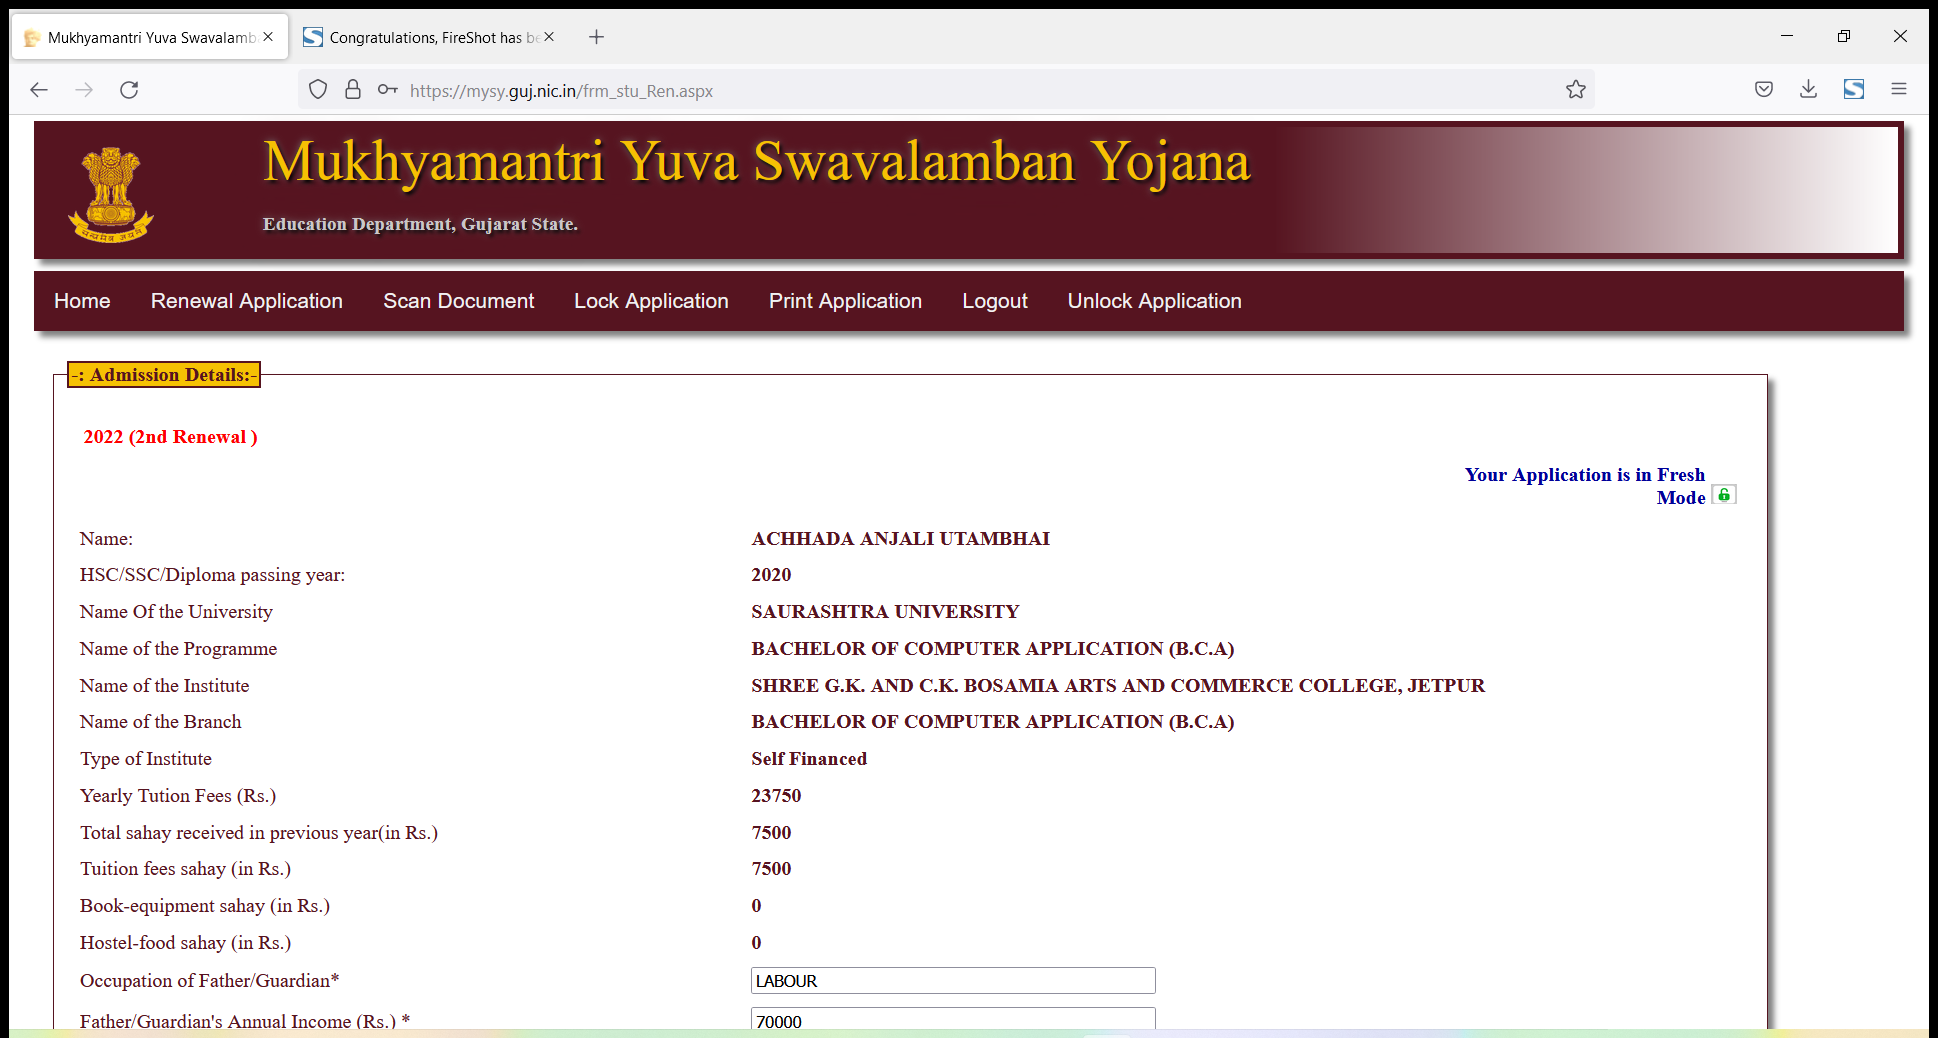 Mukhyamantri Yuva Swavalamb
Congratulations, FireShot has be
https://mysy.guj.nic.in/frm_stu_Ren.aspx
Mukhyamantri Yuva Swavalamban Yojana
Education Department, Gujarat State.
Home Renewal Application Scan Document Lock Application Print Application Logout Unlock Application
-: Admission Details:-
2022 (2nd Renewal )
Your Application is in Fresh
Mode
Name: ACHHADA ANJALI UTAMBHAI
HSC/SSC/Diploma passing year: 2020
Name Of the University SAURASHTRA UNIVERSITY
Name of the Programme BACHELOR OF COMPUTER APPLICATION (B.C.A)
Name of the Institute SHREE G.K. AND C.K. BOSAMIA ARTS AND COMMERCE COLLEGE, JETPUR
Name of the Branch BACHELOR OF COMPUTER APPLICATION (B.C.A)
Type of Institute Self Financed
Yearly Tution Fees (Rs.) 23750
Total sahay received in previous year(in Rs.) 7500
Tuition fees sahay (in Rs.) 7500
Book-equipment sahay (in Rs.) 0
Hostel-food sahay (in Rs.) 0
Occupation of Father/Guardian* LABOUR
Father/Guardian's Annual Income (Rs.) * 70000